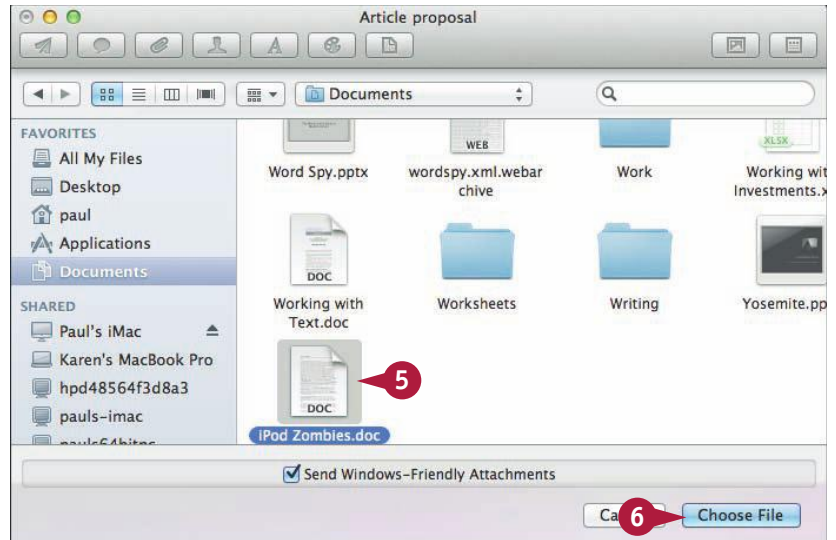 Article proposal
Documents
FAVORITES
All My Files
Desktop
paul
Applications
Documents
SHARED
Paul's iMac
Karen's MacBook Pro
hpd48564f3d8a3
pauls-imac
WEB
XLSX
Word Spy.pptx
wordspy.xml.webar
chive
Work
Working wit
Investments.x
DOC
Working with
Text.doc
Worksheets
Writing
Yosemite.pp
DOC
5
iPod Zombies.doc
Send Windows-Friendly Attachments
Ca
6
Choose File